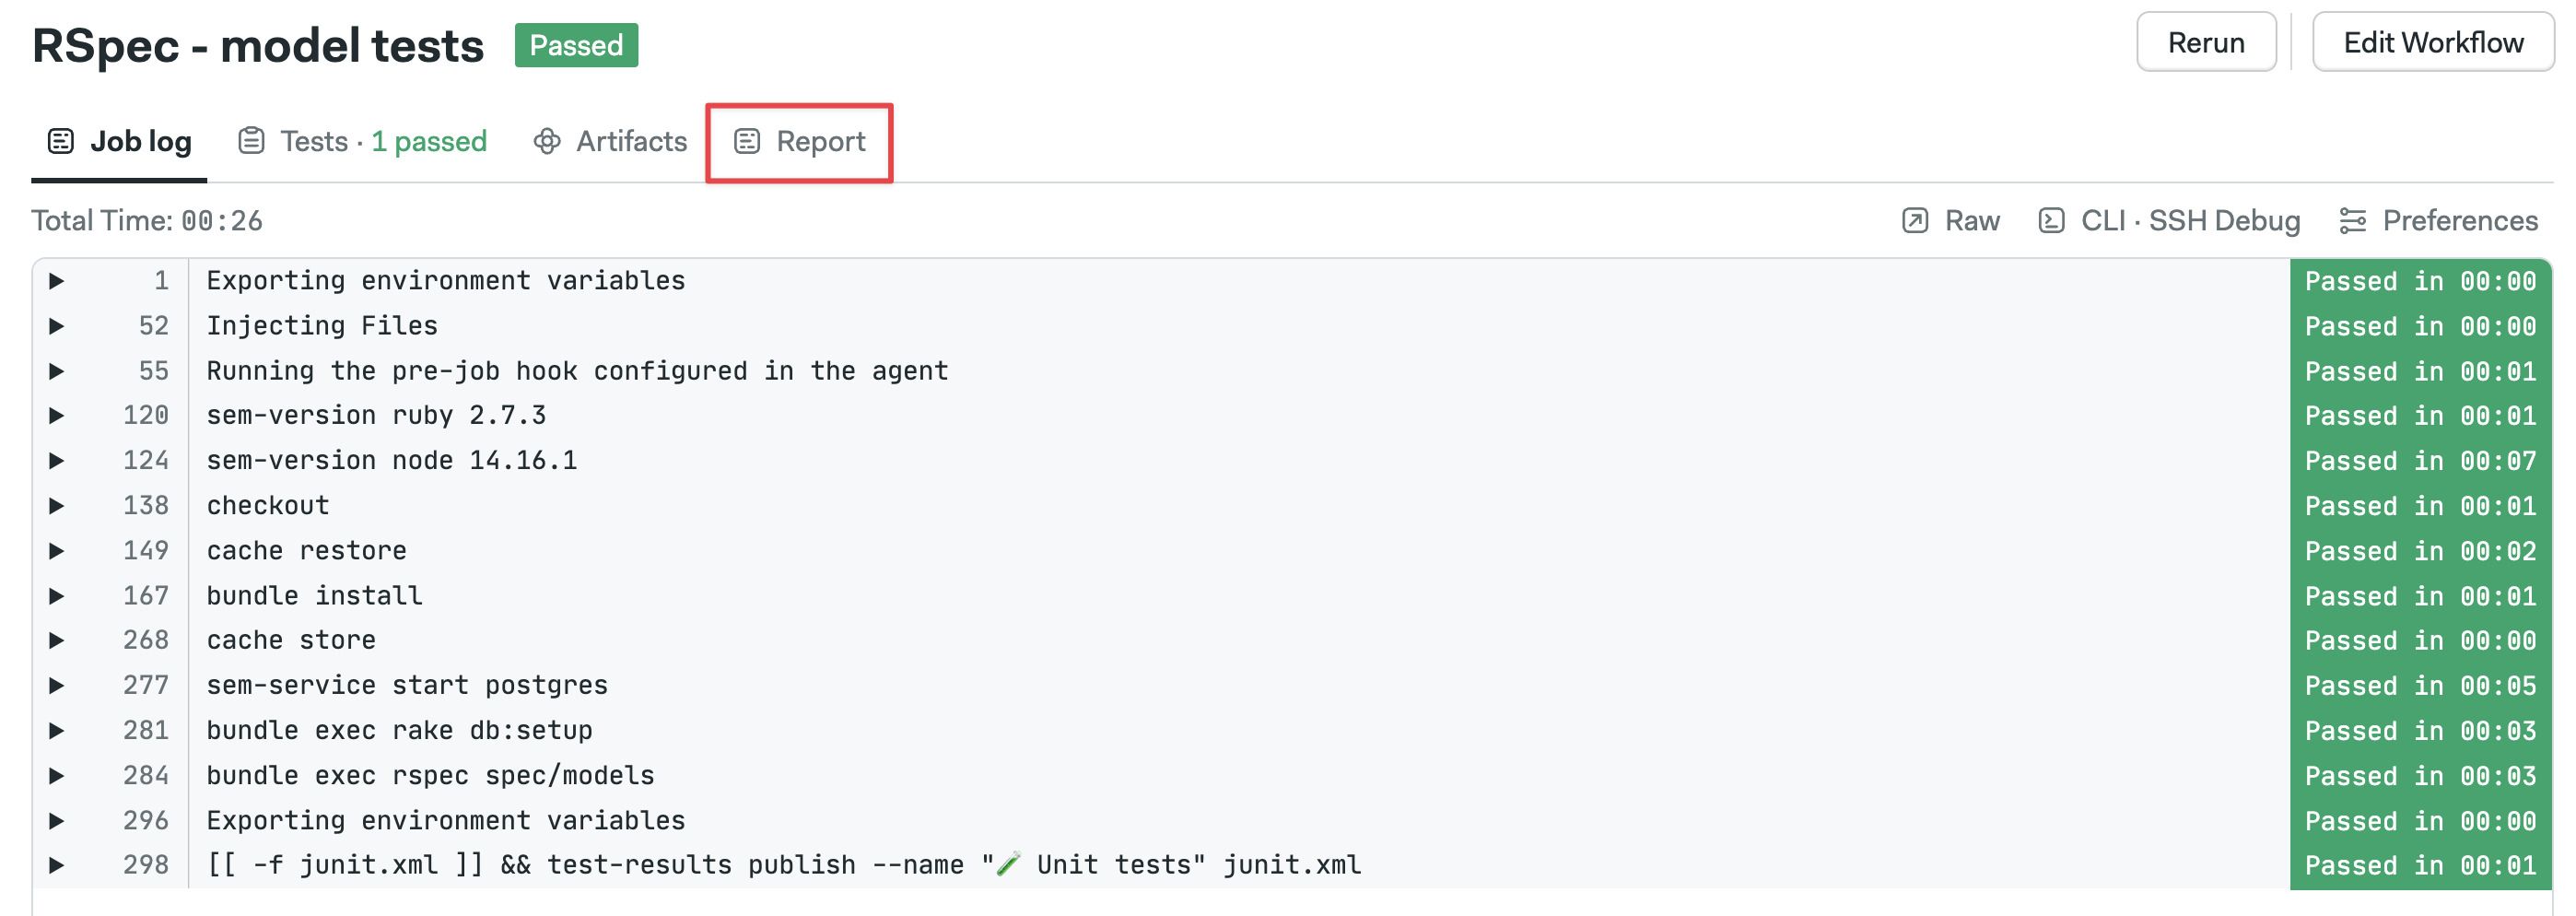 RSpec - model tests Passed Rerun Edit Workflow
Job log Tests · 1 passed Artifacts Report
Total Time: 00:26 Raw CLI · SSH Debug Preferences
1 Exporting environment variables Passed in 00:00
52 Injecting Files Passed in 00:00
55 Running the pre-job hook configured in the agent Passed in 00:01
120 sem-version ruby 2.7.3 Passed in 00:01
124 sem-version node 14.16.1 Passed in 00:07
138 checkout Passed in 00:01
149 cache restore Passed in 00:02
167 bundle install Passed in 00:01
268 cache store Passed in 00:00
277 sem-service start postgres Passed in 00:05
281 bundle exec rake db:setup Passed in 00:03
284 bundle exec rspec spec/models Passed in 00:03
296 Exporting environment variables Passed in 00:00
298 [[ -f junit.xml ]] && test-results publish --name "🧪 Unit tests" junit.xml Passed in 00:01